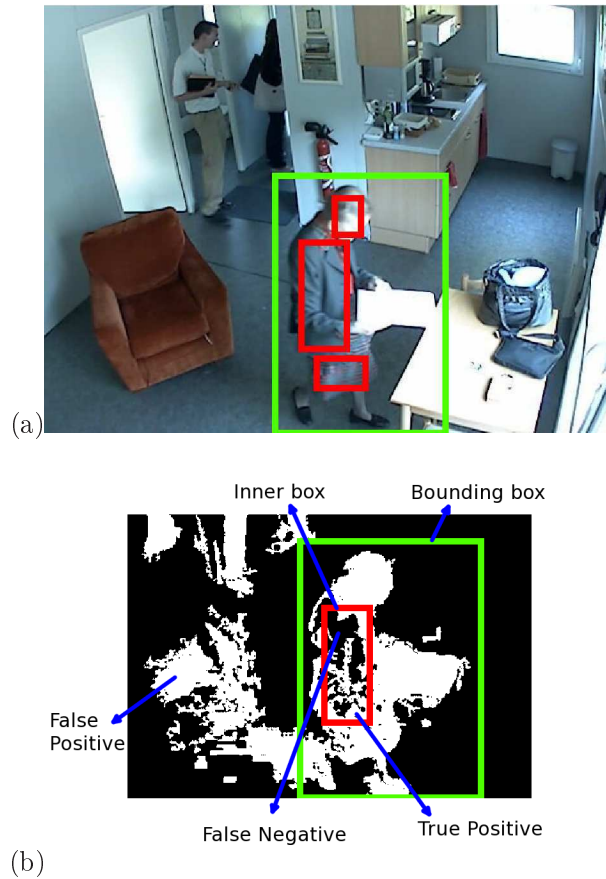 (a)
Inner box
Bounding box
False
Positive
False Negative
True Positive
(b)